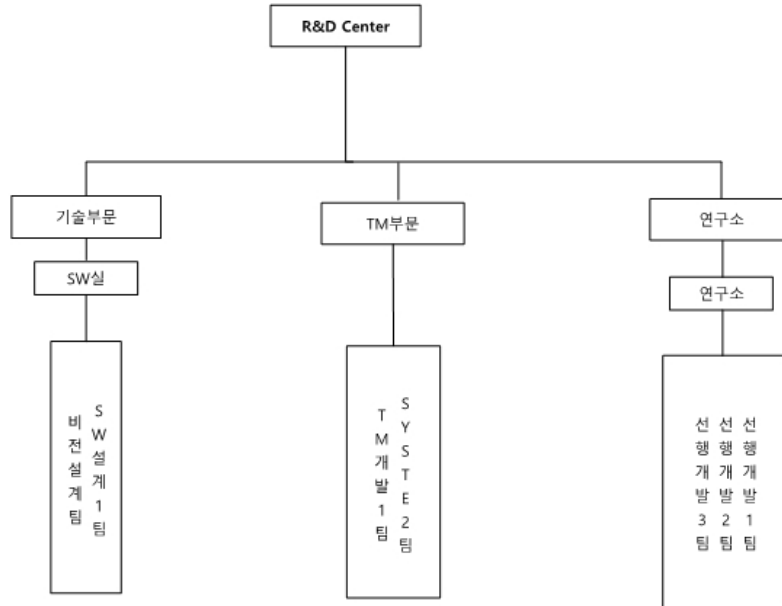 R&D Center
기술부문
TM부문
연구소
SW실
연구소
SW설계1팀
비전설계팀
SYSTE2팀
TM개발1팀
선행개발1팀
선행개발2팀
선행개발3팀